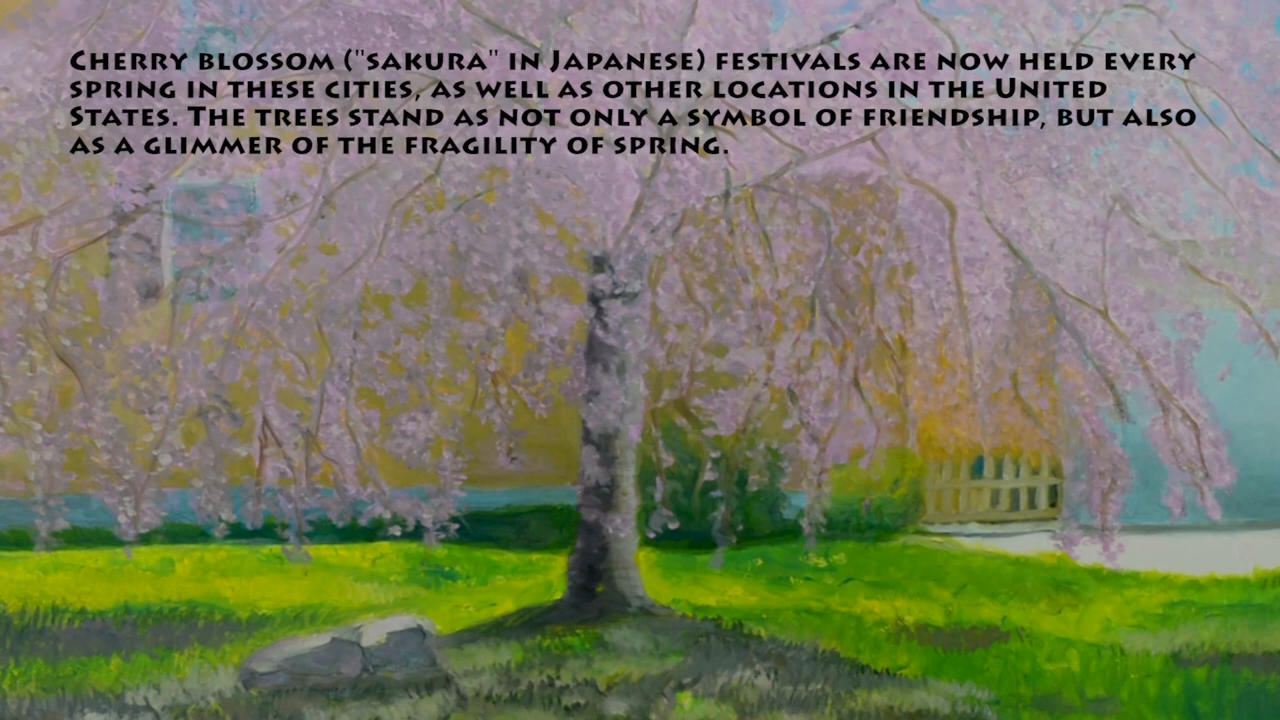 Cherry blossom ("sakura" in Japanese) festivals are now held every
spring in these cities, as well as other locations in the United
States. The trees stand as not only a symbol of friendship, but also
as a glimmer of the fragility of spring.